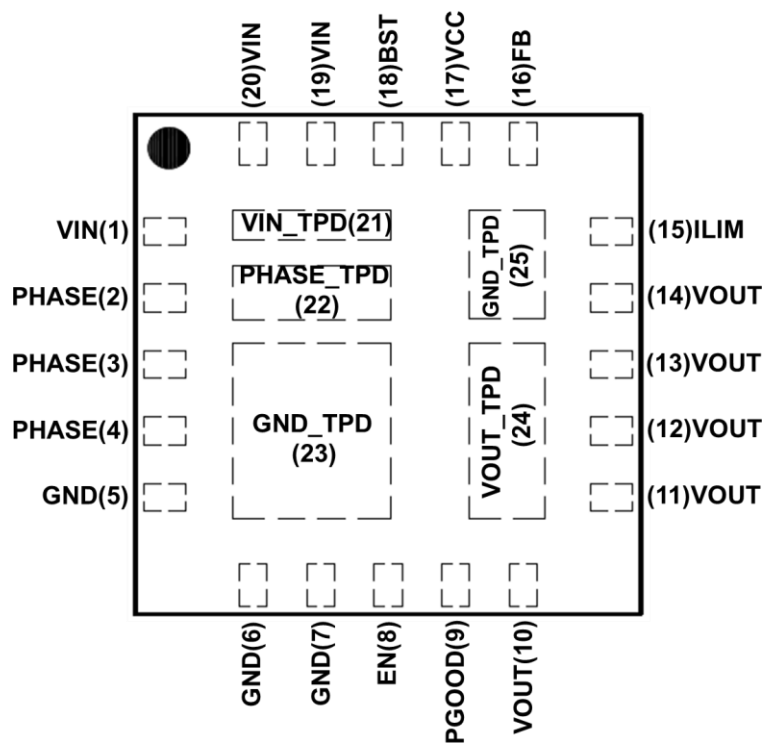 (20)VIN
(19)VIN
(18)BST
(17)VCC
(16)FB
VIN(1)
PHASE(2)
PHASE(3)
PHASE(4)
GND(5)
VIN_TPD(21)
PHASE_TPD
(22)
GND_TPD
(23)
GND_TPD
(25)
VOUT_TPD
(24)
(15)ILIM
(14)VOUT
(13)VOUT
(12)VOUT
(11)VOUT
GND(6)
GND(7)
EN(8)
PGOOD(9)
VOUT(10)